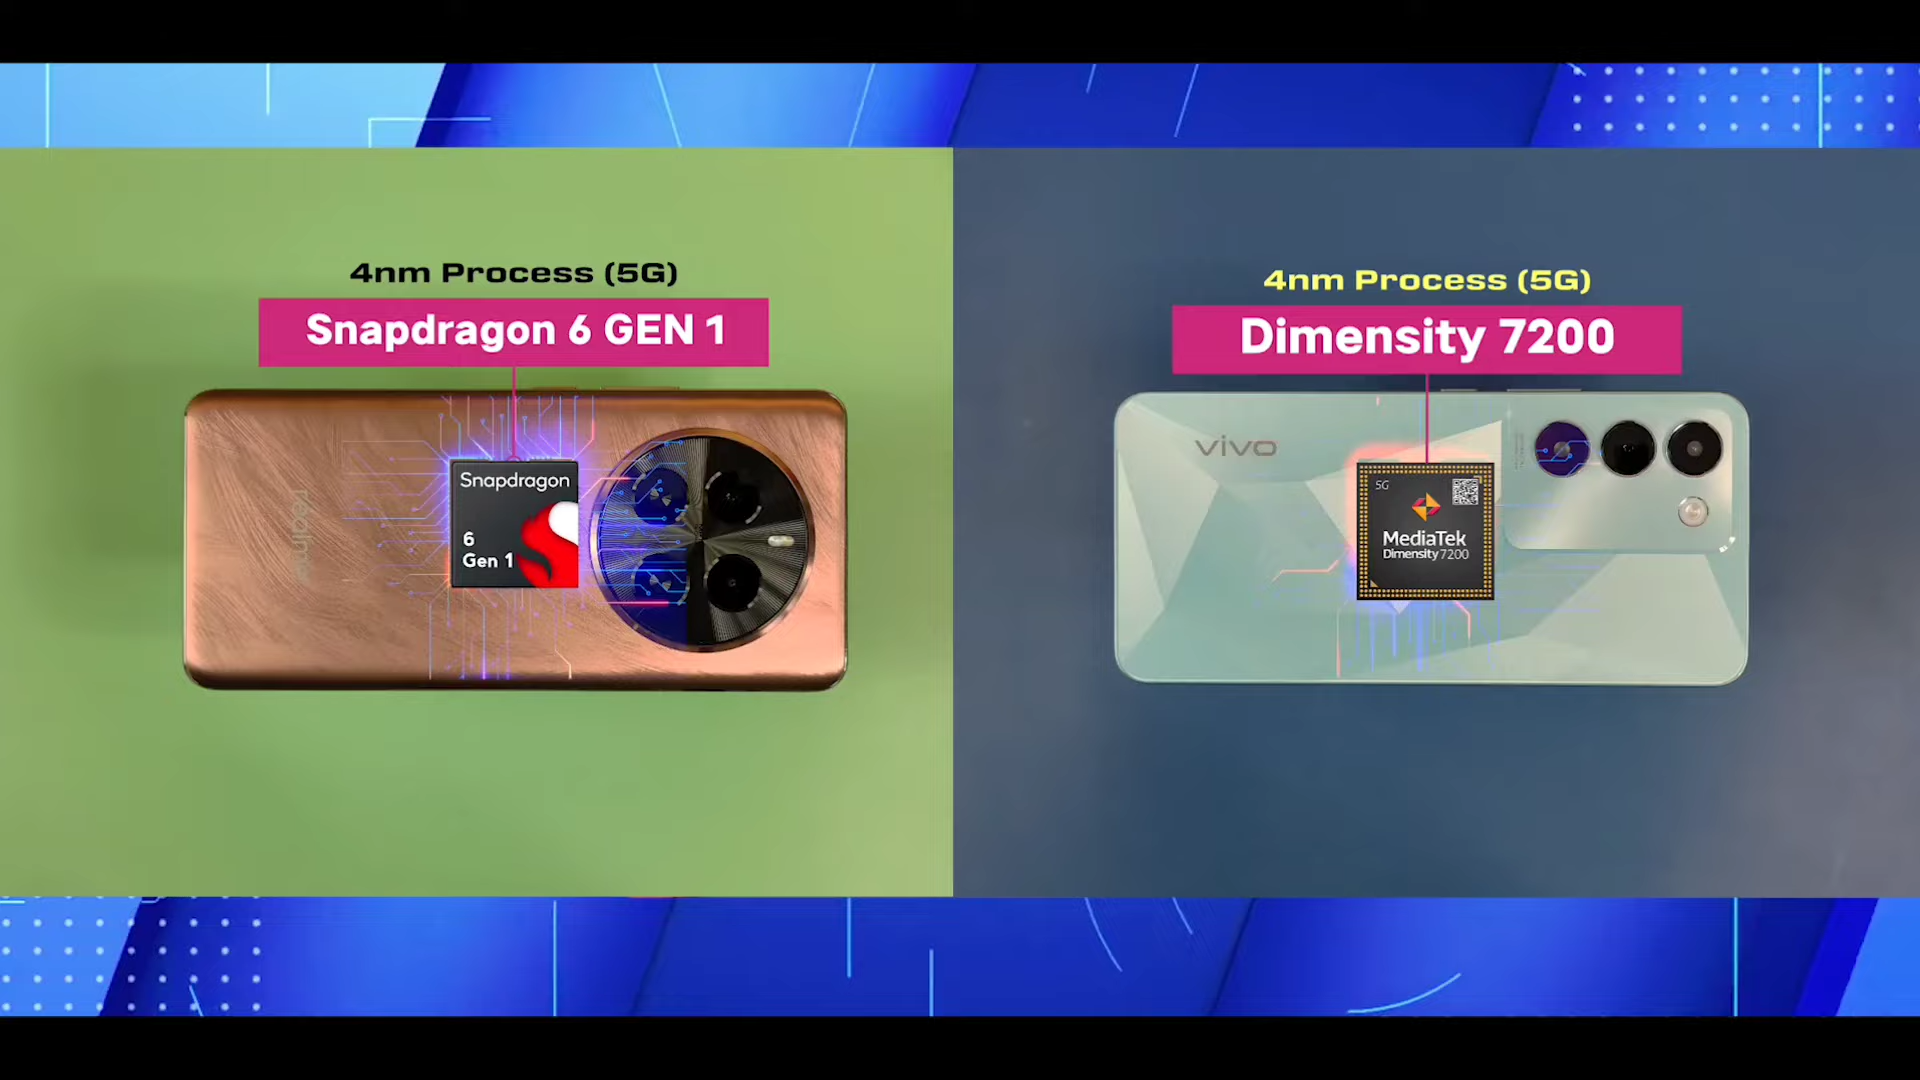 4nm Process (5G)
Snapdragon 6 GEN 1
realme
Snapdragon
6
Gen 1
4nm Process (5G)
Dimensity 7200
vivo
5G
MediaTek
Dimensity 7200